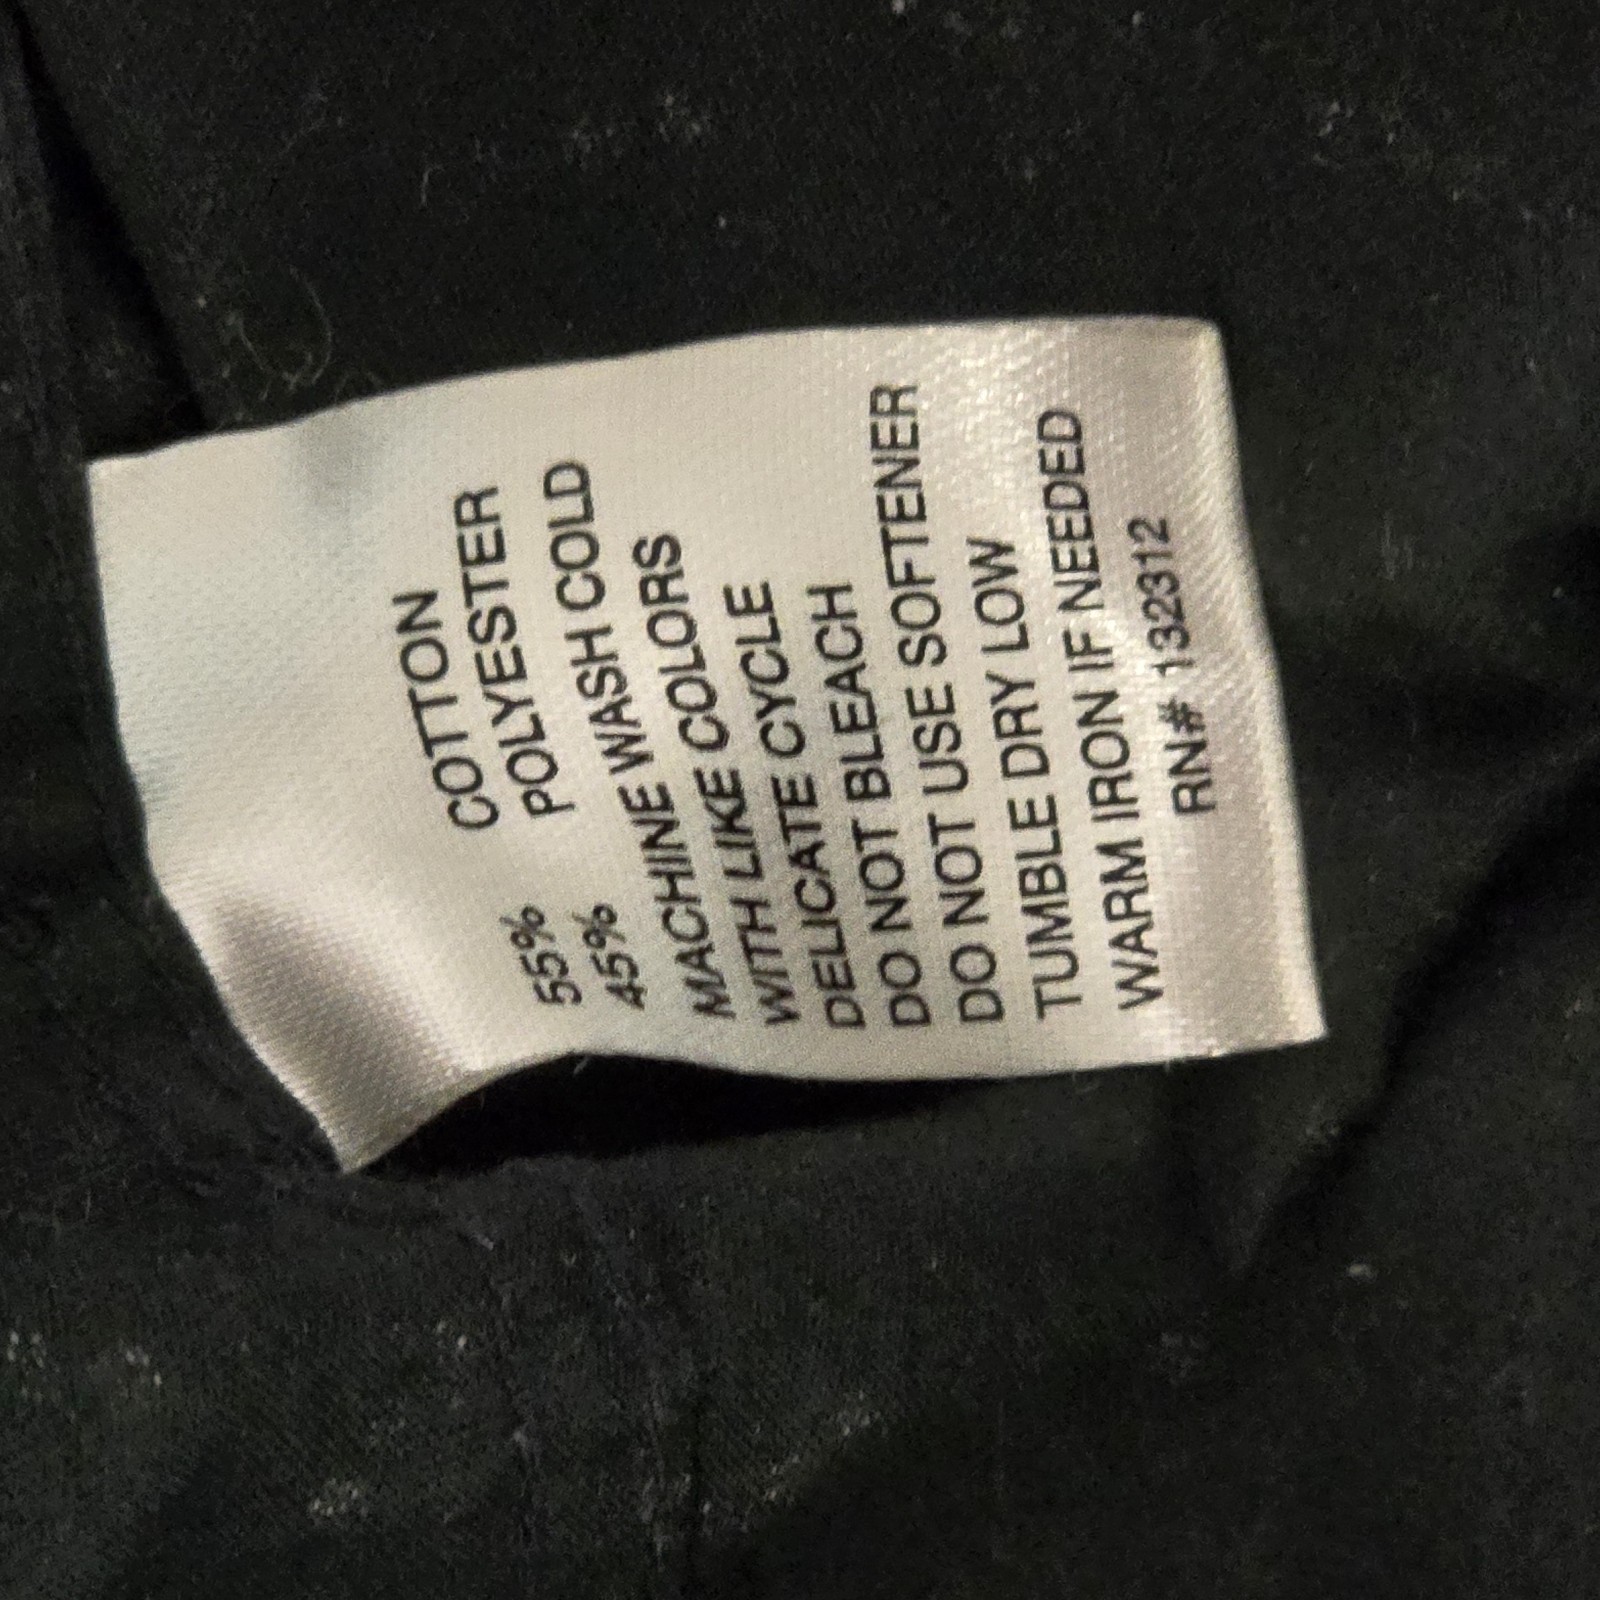 55% COTTON
45% POLYESTER
MACHINE WASH COLD
WITH LIKE COLORS
DELICATE CYCLE
DO NOT BLEACH
DO NOT USE SOFTENER
TUMBLE DRY LOW
WARM IRON IF NEEDED
RN# 132312